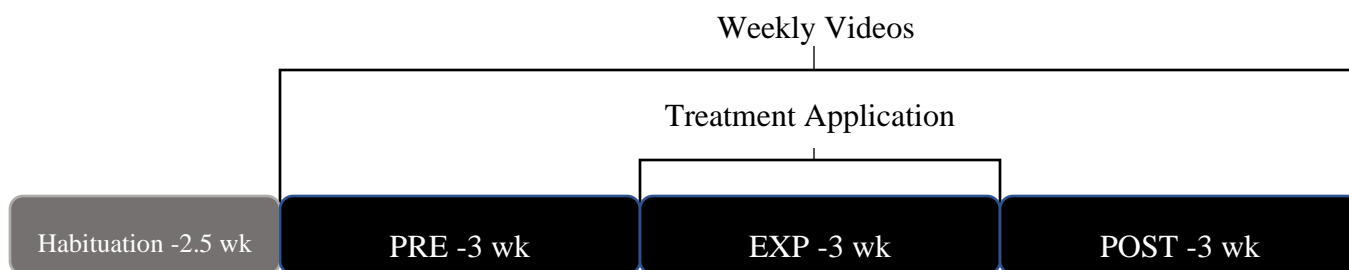 Weekly Videos
Treatment Application
Habituation -2.5 wk
PRE -3 wk
EXP -3 wk
POST -3 wk